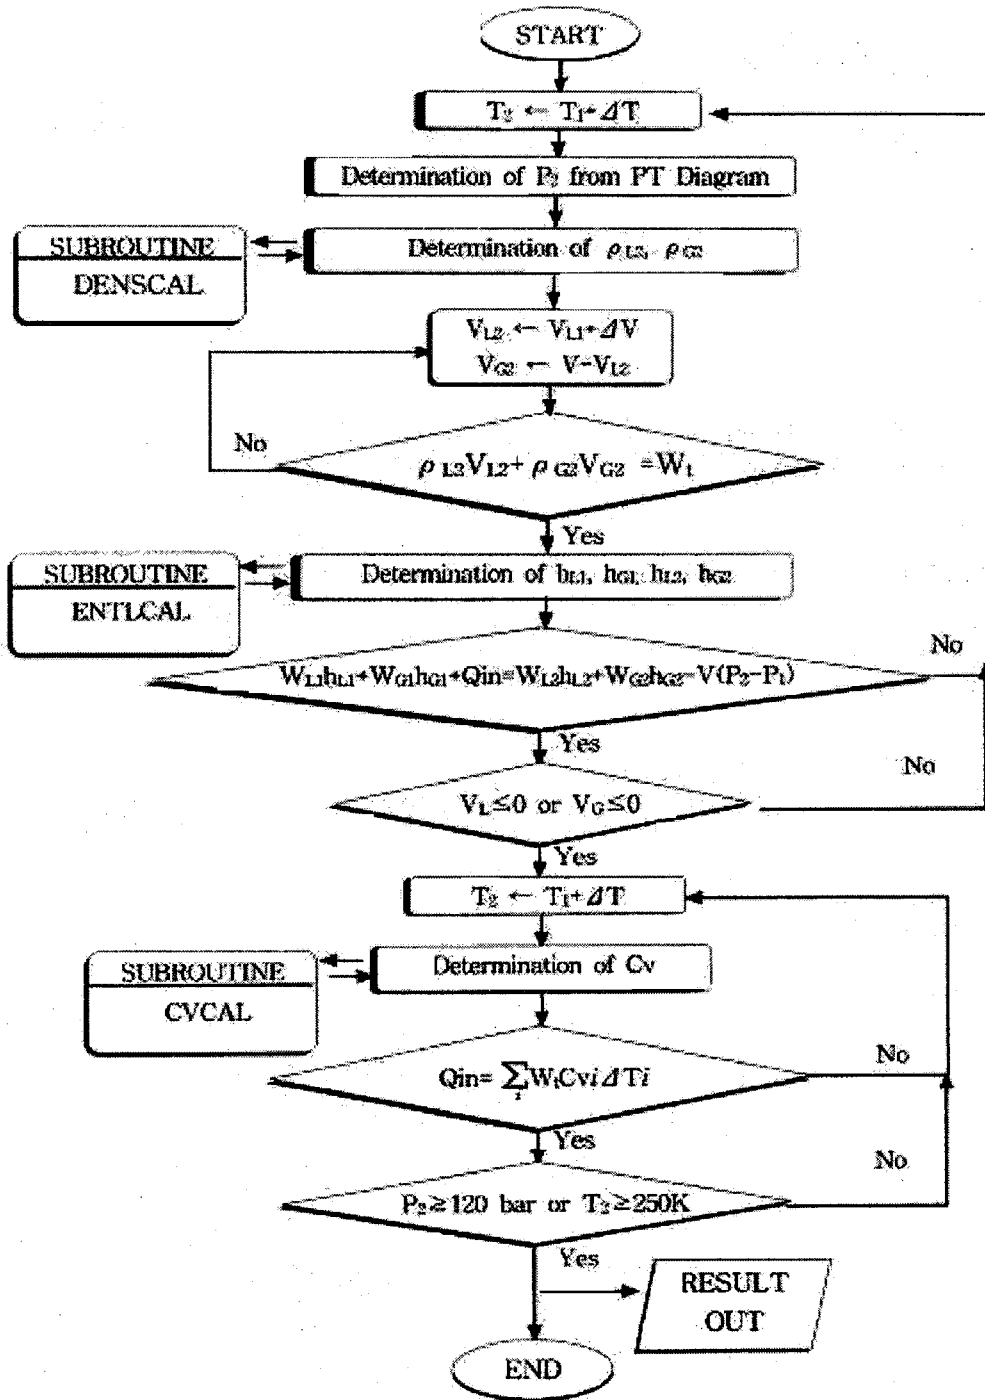 START
T₂ ← T₁+ΔT
Determination of P₂ from PT Diagram
SUBROUTINE
DENSCAL
Determination of ρL2, ρG2
VL2 ← VL1+ΔV
VG2 ← V-VL2
No
ρL2VL2+ρG2VG2 =Wt
Yes
SUBROUTINE
ENTLCAL
Determination of hL1, hG1, hL2, hG2
No
WL1hL1+WG1hG1+Qin=WL2hL2+WG2hG2-V(P₂-P₁)
Yes
No
VL≤0 or VG≤0
Yes
T₂ ← T₁+ΔT
SUBROUTINE
CVCAL
Determination of Cv
No
Qin= ∑i WiCviΔTi
Yes
No
P₂≥120 bar or T₂≥250K
Yes
RESULT
OUT
END